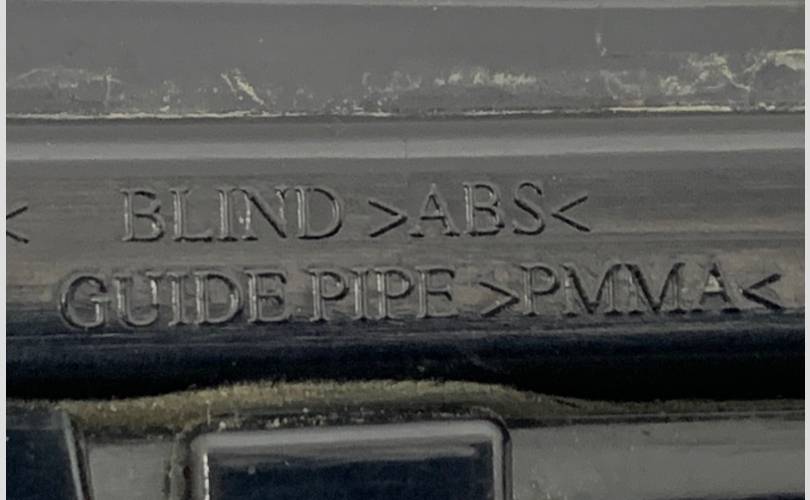 < BLIND >ABS<
GUIDE PIPE >PMMA<